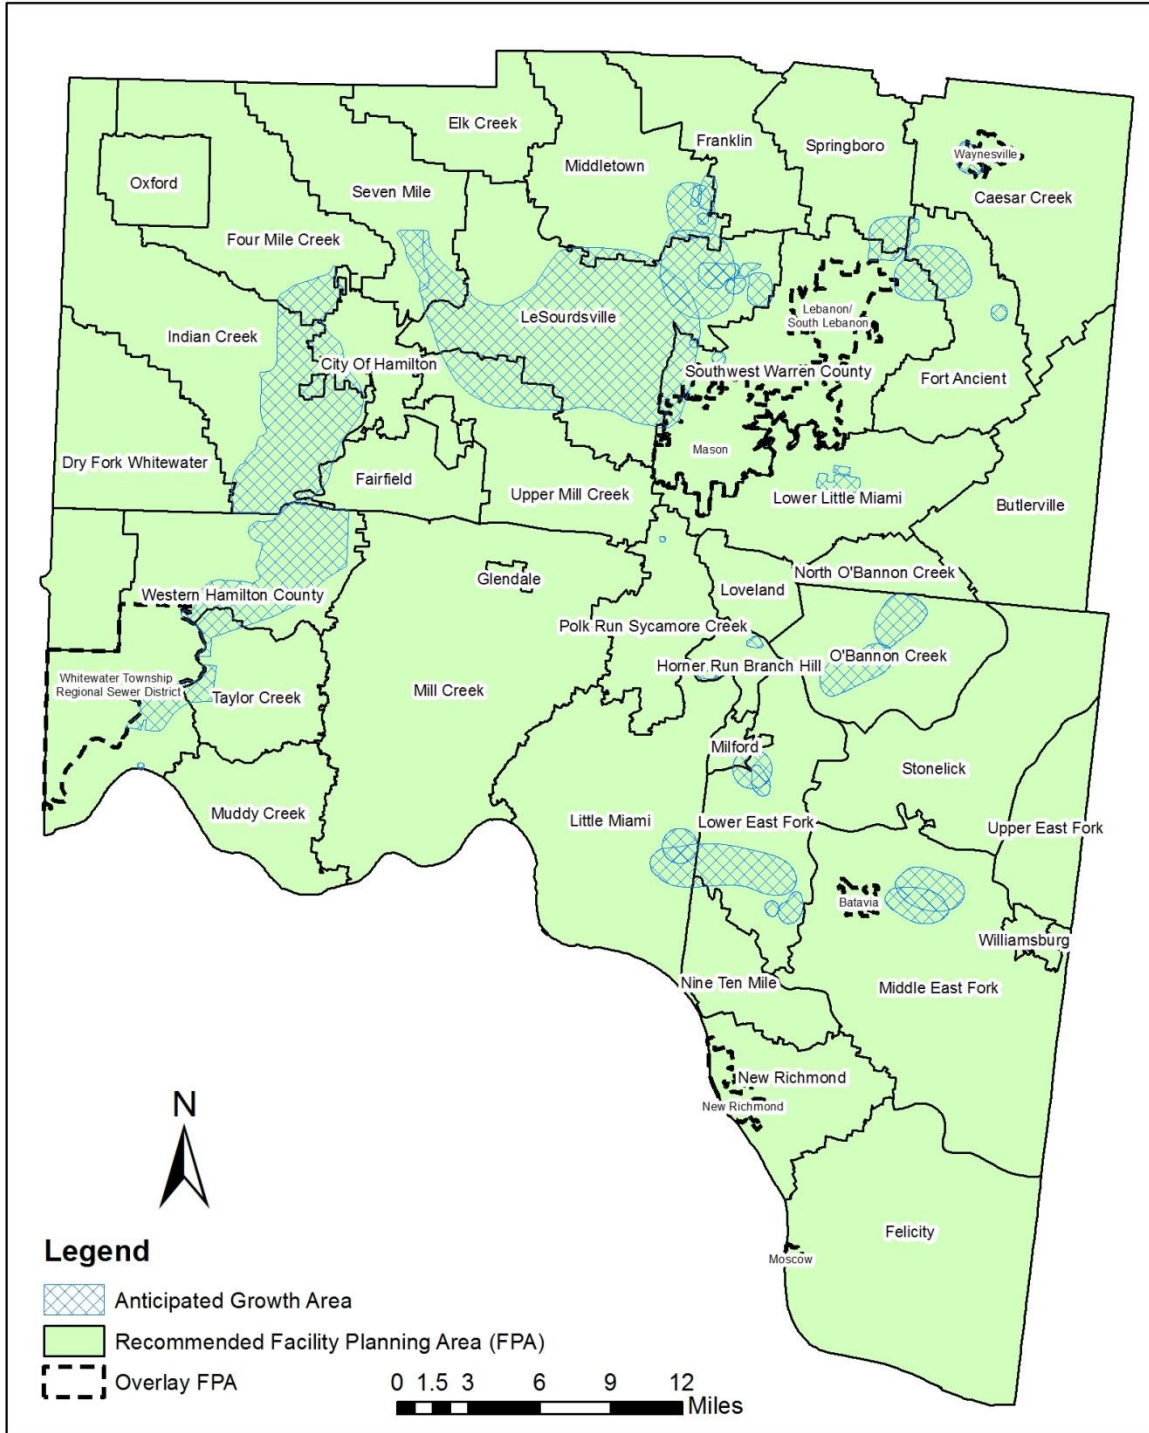 Elk Creek
Franklin
Springboro
Middletown
Waynesville
Oxford
Seven Mile
Caesar Creek
Four Mile Creek
Lebanon/
South Lebanon
LeSourdsville
Indian Creek
City Of Hamilton
Southwest Warren County
Fort Ancient
Mason
Dry Fork Whitewater
Fairfield
Upper Mill Creek
Lower Little Miami
Butlerville
Glendale
North O'Bannon Creek
Loveland
Western Hamilton County
Polk Run Sycamore Creek
O'Bannon Creek
Horner Run Branch Hill
Whitewater Township
Regional Sewer District
Taylor Creek
Mill Creek
Milford
Stonelick
Muddy Creek
Little Miami
Lower East Fork
Upper East Fork
Batavia
Williamsburg
Nine Ten Mile
Middle East Fork
New Richmond
New Richmond
N
Felicity
Moscow
Legend
Anticipated Growth Area
Recommended Facility Planning Area (FPA)
Overlay FPA
0 1.5 3 6 9 12
Miles